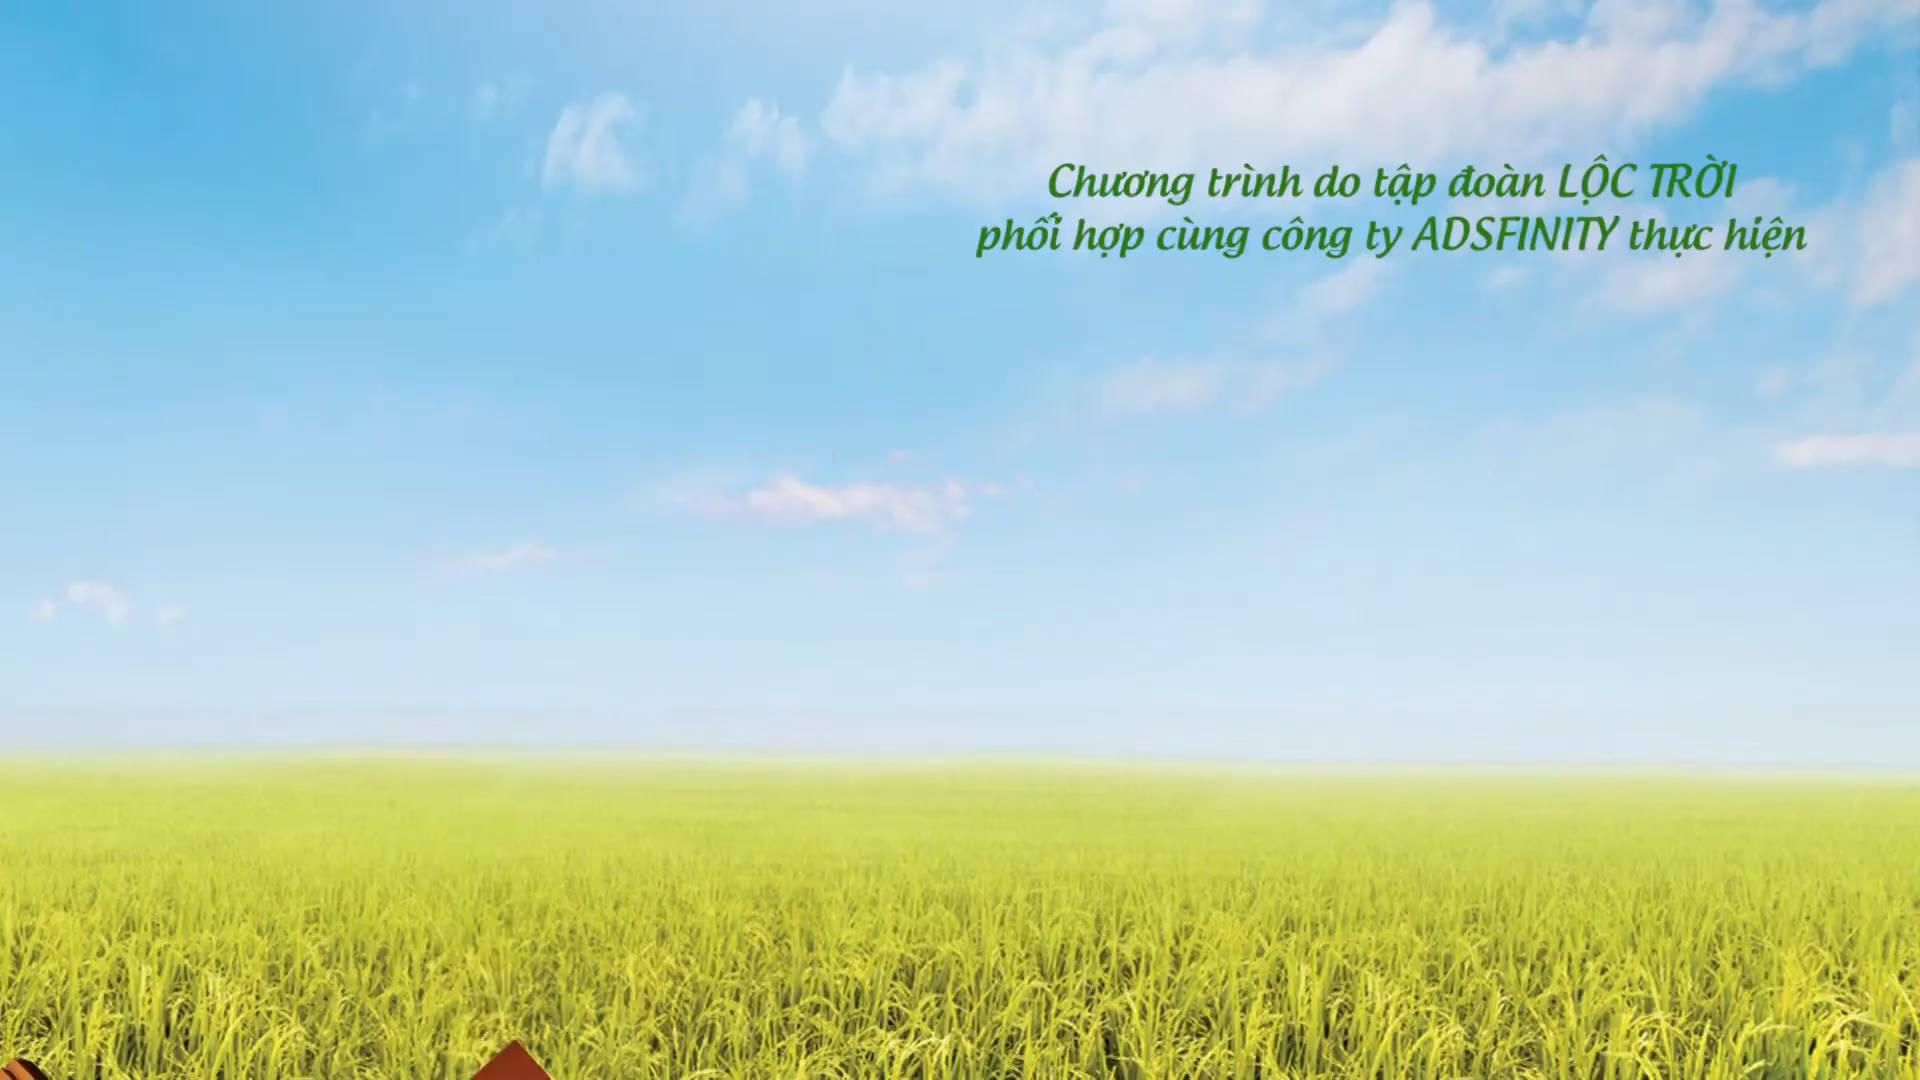 Chương trình do tập đoàn LỘC TRỜI
phối hợp cùng công ty ADSFINITY thực hiện